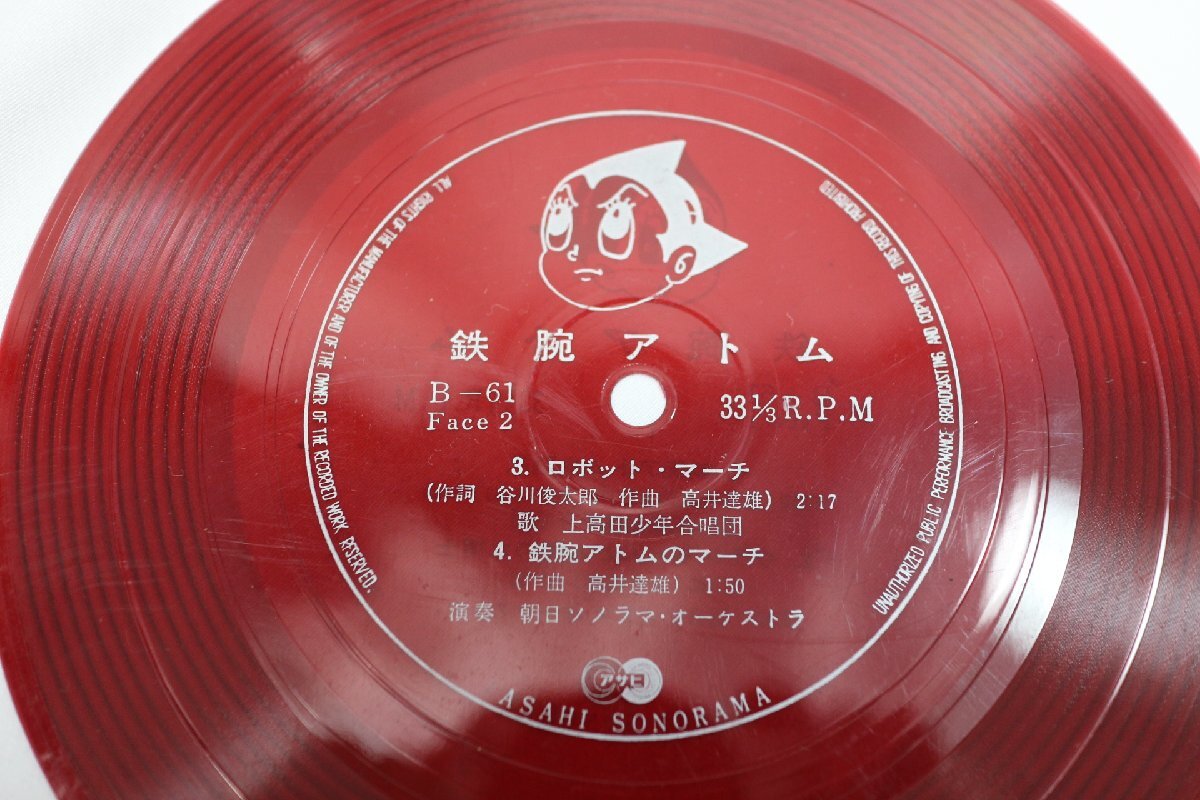 鉄腕アトム
B-61
Face 2
33 1/3 R.P.M
3. ロボット・マーチ
(作詞 谷川俊太郎 作曲 高井達雄) 2:17
歌 上高田少年合唱団
4. 鉄腕アトムのマーチ
(作曲 高井達雄) 1:50
演奏 朝日ソノラマ・オーケストラ
アサヒ
ASAHI SONORAMA
ALL RIGHTS OF THE MANUFACTURER AND OF THE OWNER OF THE RECORDED WORK RESERVED.
UNAUTHORIZED PUBLIC PERFORMANCE BROADCASTING AND COPYING OF THIS RECORD PROHIBITED